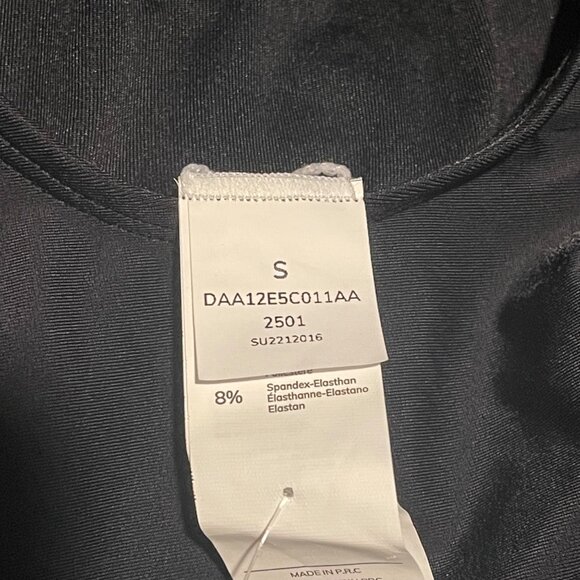 S
DAA12E5C011AA
2501
SU2212016
8% Spandex-Elasthan
Élasthanne-Elastano
Elastan
MADE IN P.R.C